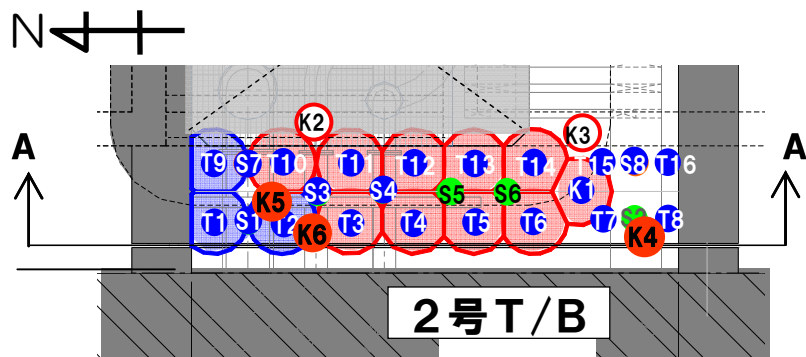 N
K2
K3
A
A
T9 S7 T10 T11 T12 T13 T14 T15 S8 T16
K5 S3 S4 S5 S6 K1
T1 S1 T2 K6 T3 T4 T5 T6 T7 T8
K4
2号T/B